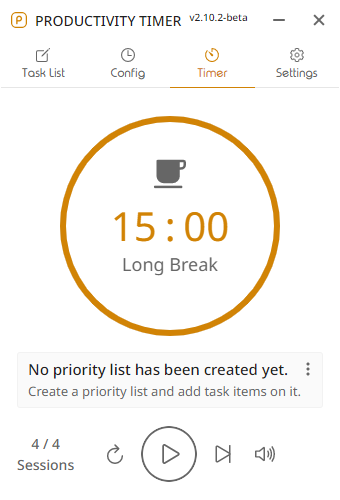 P PRODUCTIVITY TIMER v2.10.2-beta
Task List Config Timer Settings
15 : 00
Long Break
No priority list has been created yet.
Create a priority list and add task items on it.
4 / 4
Sessions